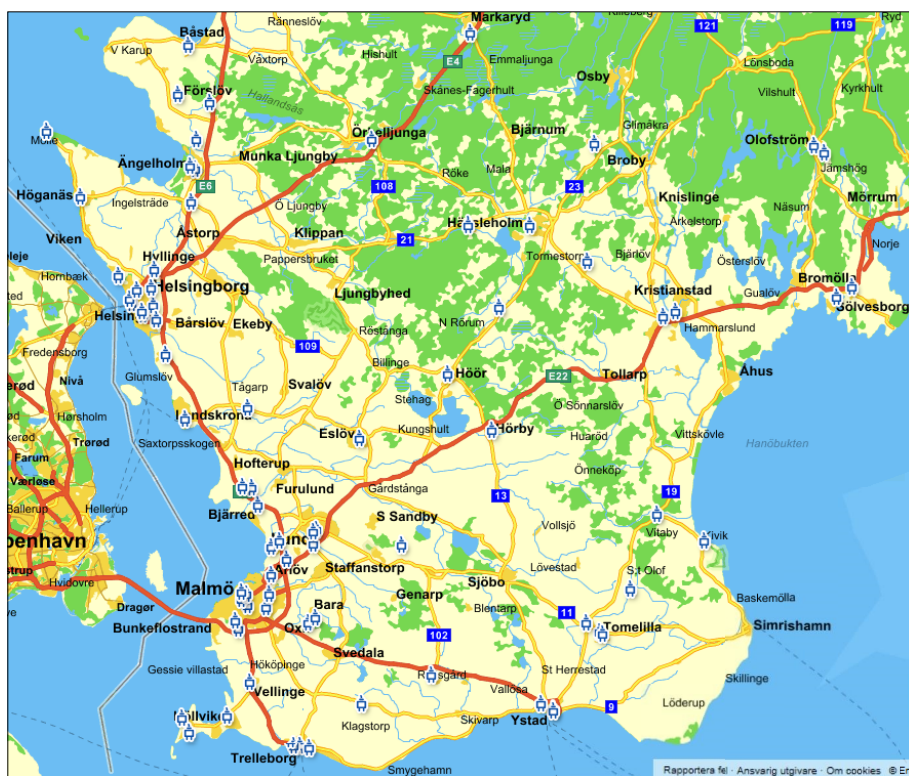 Markaryd
Killeberg
Ryd
Båstad
Ränneslöv
119
121
V Karup
Våxtorp
Hishult
Emmaljunga
E4
Lönsboda
Osby
Skånes-Fagerhult
Vilshult
Kyrkhult
Förslöv
Hallandsås
Glimåkra
Örkelljunga
Bjärnum
Olofström
Mölle
Munka Ljungby
Broby
Ängelholm
Jämshög
Röke
Mala
E6
108
23
Höganäs
Knislinge
Mörrum
Ingelsträde
Ö Ljungby
Näsum
Arkelstorp
Åstorp
Klippan
Hässleholm
Viken
21
Norje
Hyllinge
Pappersbruket
Tormestorp
Bjärlöv
Österslöv
Hornbæk
Bromölla
Helsingborg
Ljungbyhed
Kristianstad
Gualöv
Sölvesborg
Helsingør
Bårslöv
Ekeby
N Rörum
Röstånga
Hammarslund
Fredensborg
109
Billinge
Höör
Åhus
Glumslöv
E22
Tollarp
Nivå
Tågarp
Svalöv
Stehag
Hørsholm
Landskrona
Ö Sönnarslöv
Trørød
Eslöv
Kungshult
Hörby
Huaröd
Vittskövle
Hanöbukten
Saxtorpsskogen
Farum
Hofterup
Önneköp
Værløse
Furulund
Gårdstånga
13
19
Ballerup
Hellerup
Bjärred
S Sandby
Vollsjö
Vitaby
Kivik
Lund
København
Arlöv
Staffanstorp
Lövestad
S:t Olof
Hvidovre
Malmö
Sjöbo
Genarp
Baskemölla
Dragør
Bara
Blentarp
11
Bunkeflostrand
Tomelilla
Simrishamn
102
Svedala
Gessie villastad
Hököpinge
St Herrestad
Rydsgård
Skillinge
Vellinge
Vallösa
Löderup
9
Ystad
Klagstorp
Skivarp
Trelleborg
Smygehamn
Rapportera fel · Ansvarig utgivare · Om cookies © En